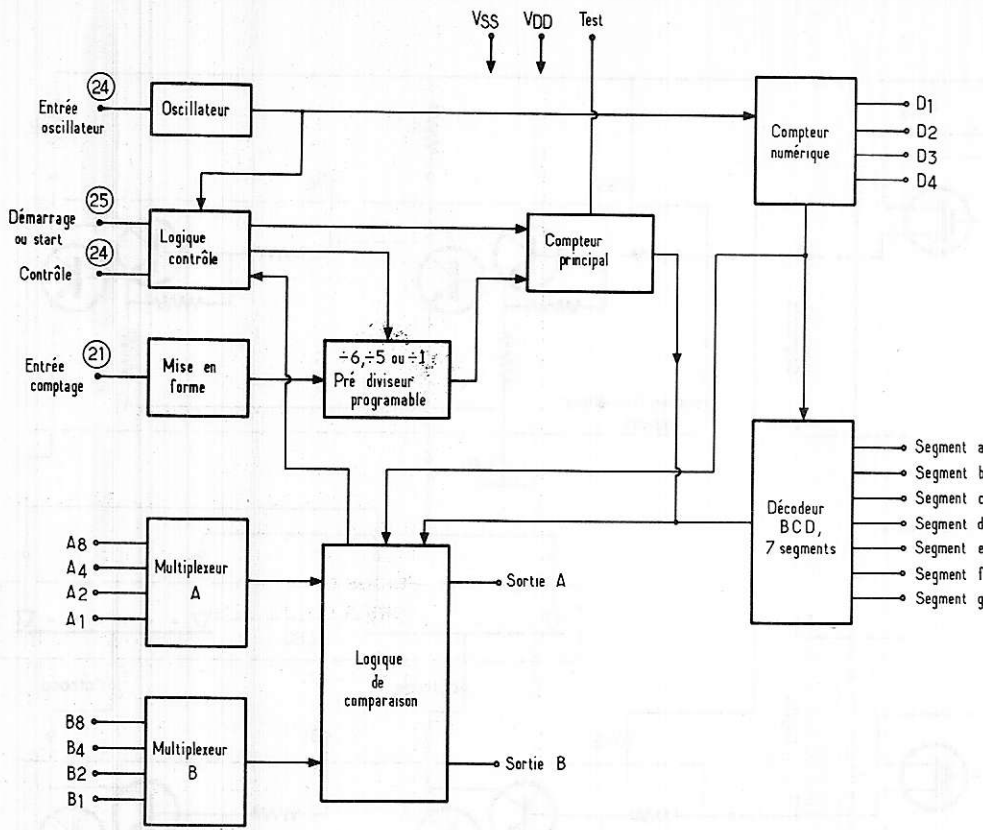 VSS VDD Test
24
Entrée
oscillateur
Oscillateur
Compteur
numérique
D1
D2
D3
D4
25
Démarrage
ou start
24
Contrôle
Logique
contrôle
Compteur
principal
21
Entrée
comptage
Mise en
forme
÷6,÷5 ou ÷1
Pré diviseur
programable
Décodeur
BCD,
7 segments
Segment a
Segment b
Segment c
Segment d
Segment e
Segment f
Segment g
A8
A4
A2
A1
Multiplexeur
A
Logique
de
comparaison
Sortie A
B8
B4
B2
B1
Multiplexeur
B
Sortie B